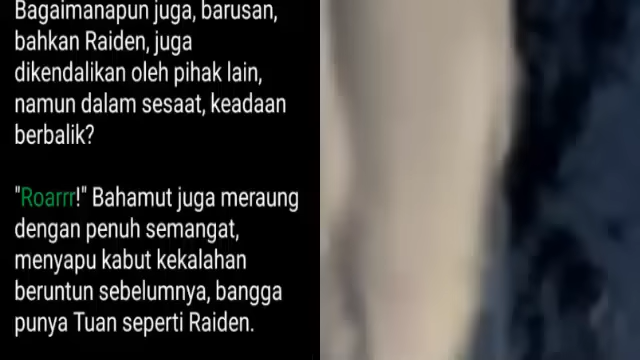 Bagaimanapun juga, barusan,
bahkan Raiden, juga
dikendalikan oleh pihak lain,
namun dalam sesaat, keadaan
berbalik?
"Roarrr!" Bahamut juga meraung
dengan penuh semangat,
menyapu kabut kekalahan
beruntun sebelumnya, bangga
punya Tuan seperti Raiden.